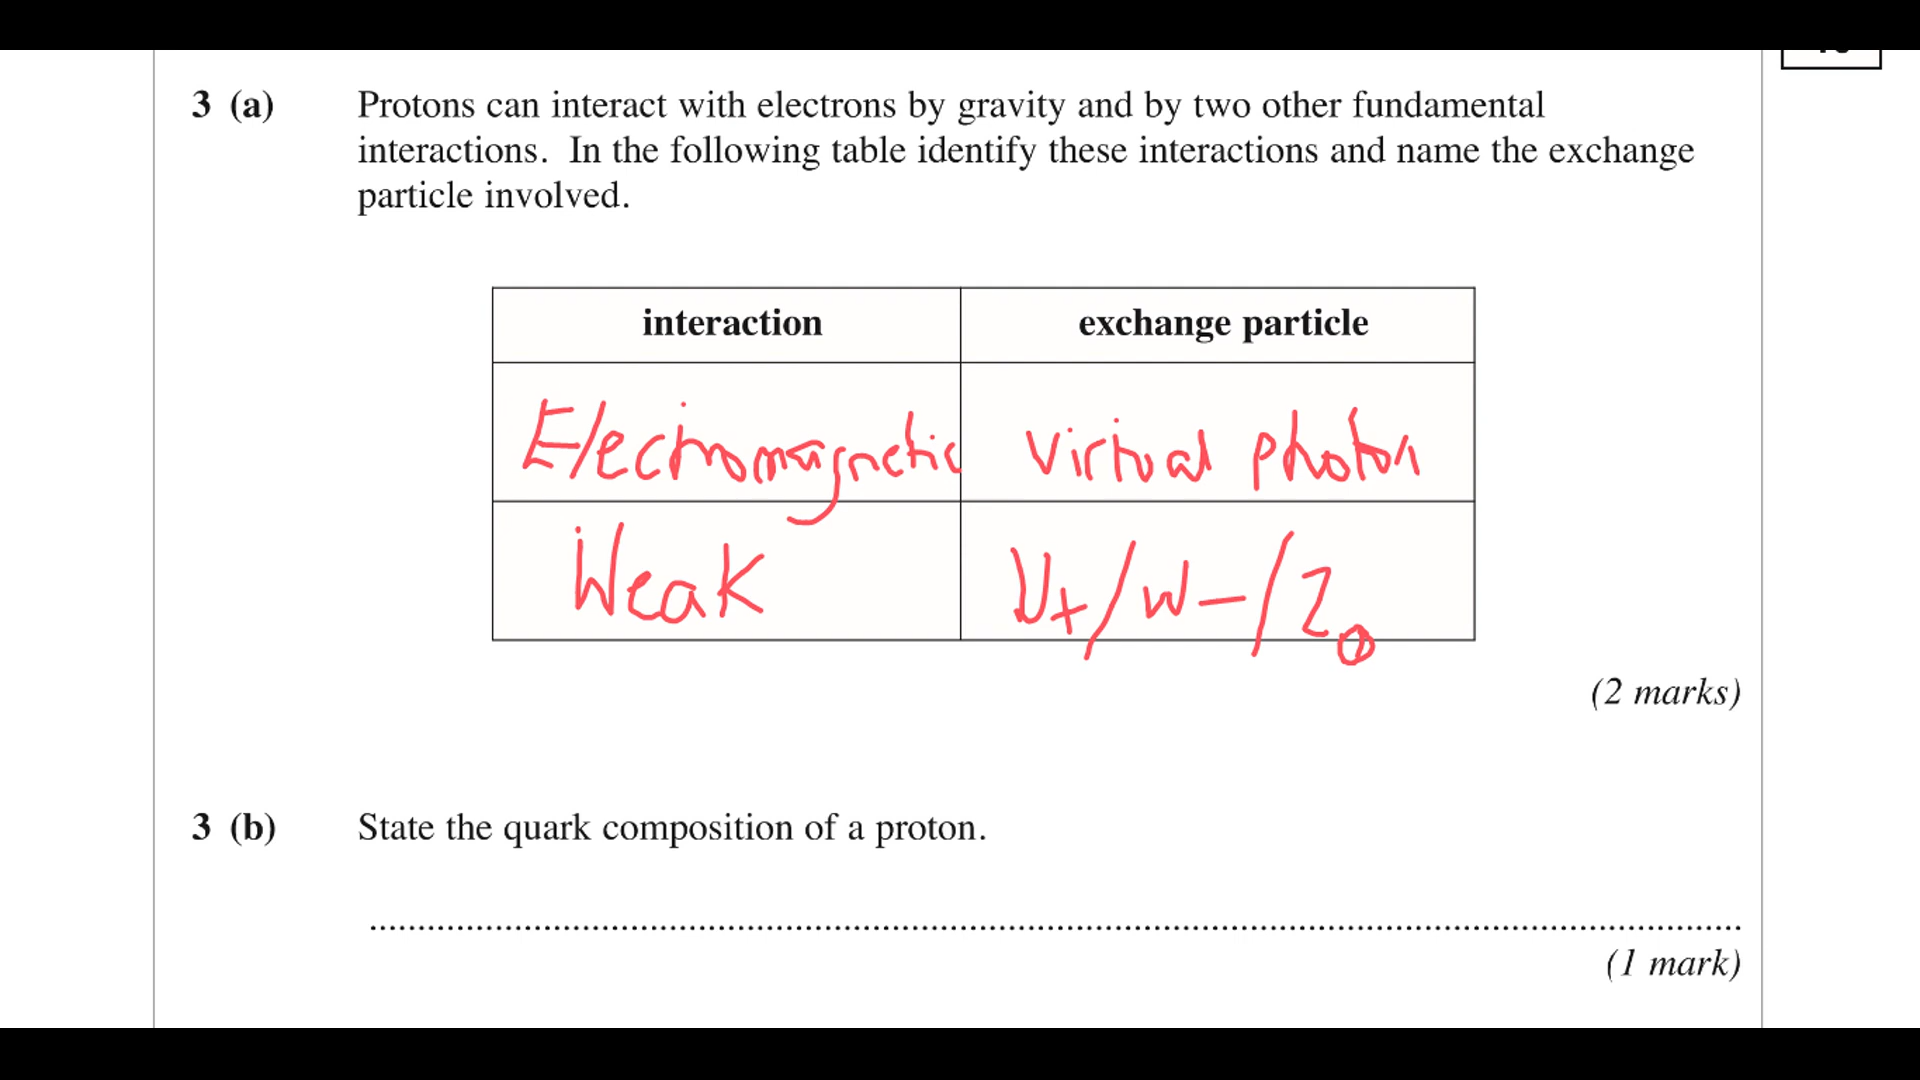 3 (a) Protons can interact with electrons by gravity and by two other fundamental
interactions. In the following table identify these interactions and name the exchange
particle involved.
interaction exchange particle
Electromagnetic virtual photon
Weak W+/W-/Z0
(2 marks)
3 (b) State the quark composition of a proton.
(1 mark)